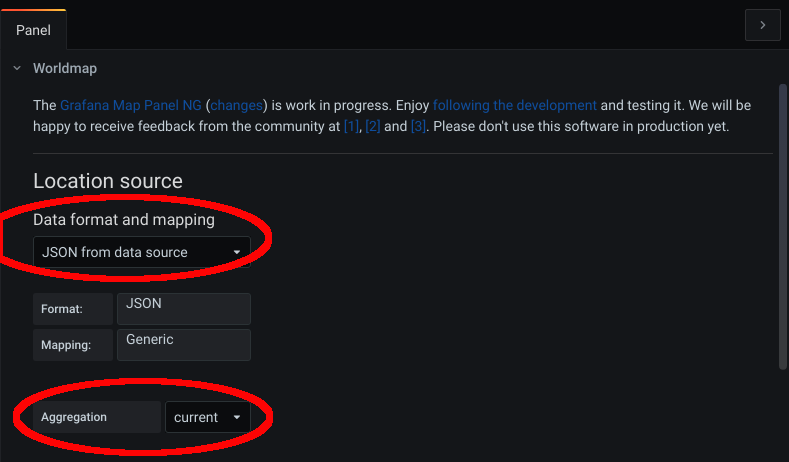 Panel
Worldmap
The Grafana Map Panel NG (changes) is work in progress. Enjoy following the development and testing it. We will be
happy to receive feedback from the community at [1], [2] and [3]. Please don't use this software in production yet.
Location source
Data format and mapping
JSON from data source
Format: JSON
Mapping: Generic
Aggregation current